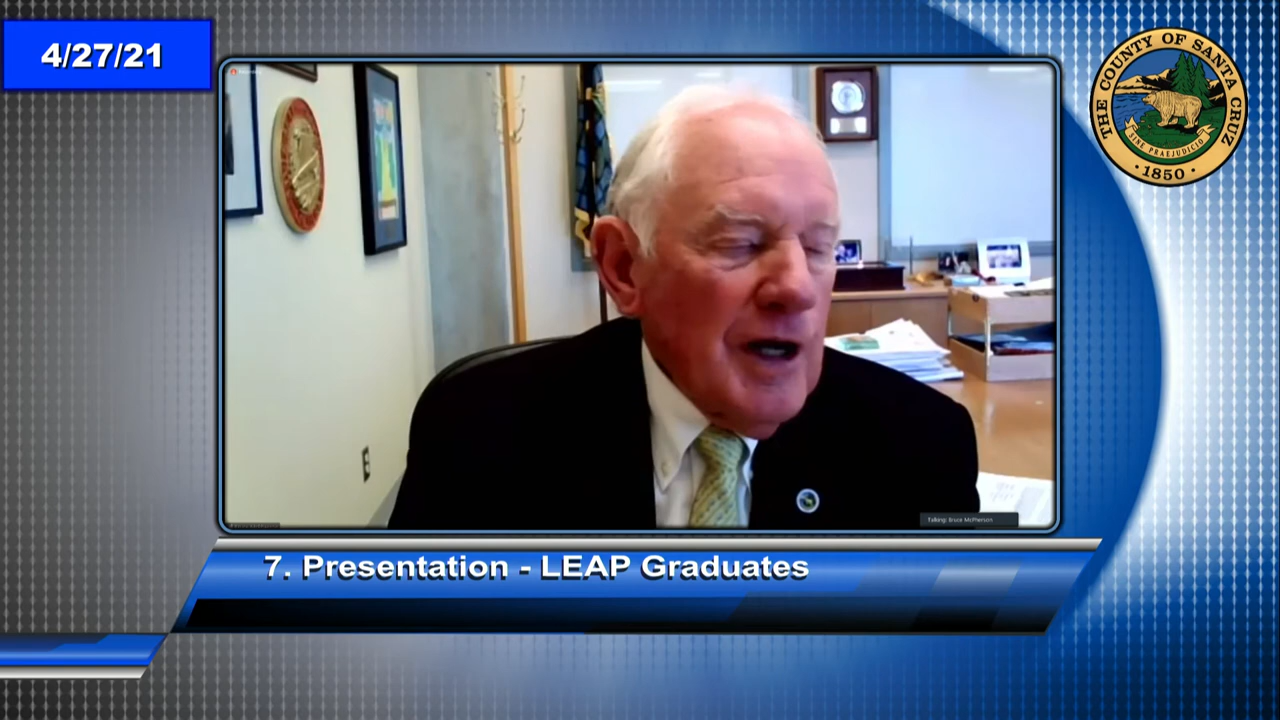 4/27/21
THE COUNTY OF SANTA CRUZ
SINE PRAEJUDICIO
• 1850 •
Talking: Bruce McPherson
7. Presentation - LEAP Graduates